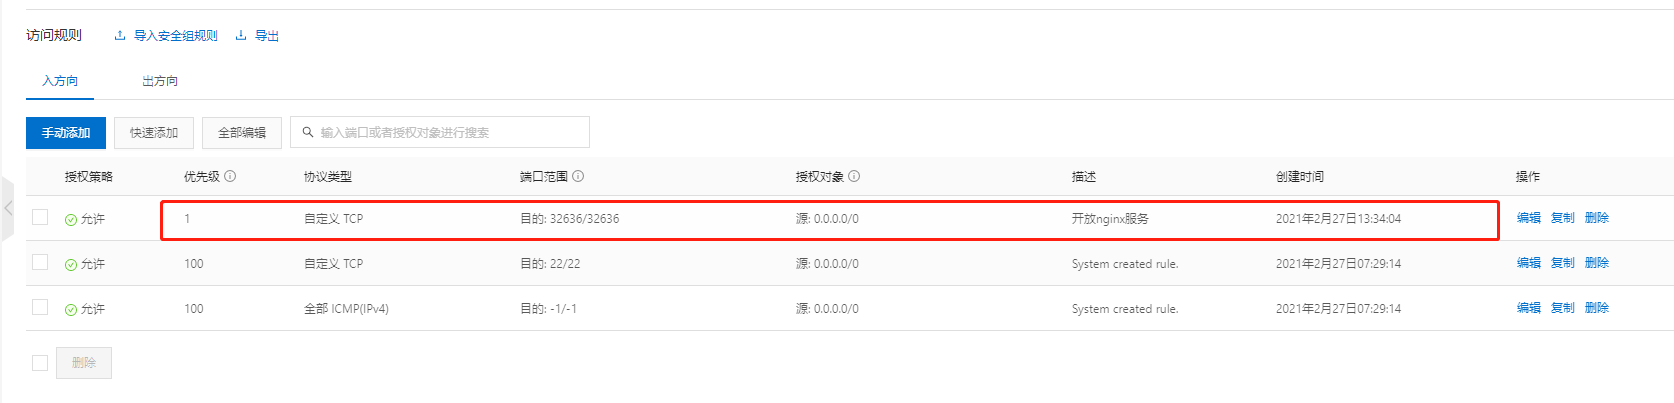 访问规则 导入安全组规则 导出
入方向 出方向
手动添加 快速添加 全部编辑 输入端口或者授权对象进行搜索
授权策略 优先级 协议类型 端口范围 授权对象 描述 创建时间 操作
允许 1 自定义 TCP 目的: 32636/32636 源: 0.0.0.0/0 开放nginx服务 2021年2月27日13:34:04 编辑 复制 删除
允许 100 自定义 TCP 目的: 22/22 源: 0.0.0.0/0 System created rule. 2021年2月27日07:29:14 编辑 复制 删除
允许 100 全部 ICMP(IPv4) 目的: -1/-1 源: 0.0.0.0/0 System created rule. 2021年2月27日07:29:14 编辑 复制 删除
删除